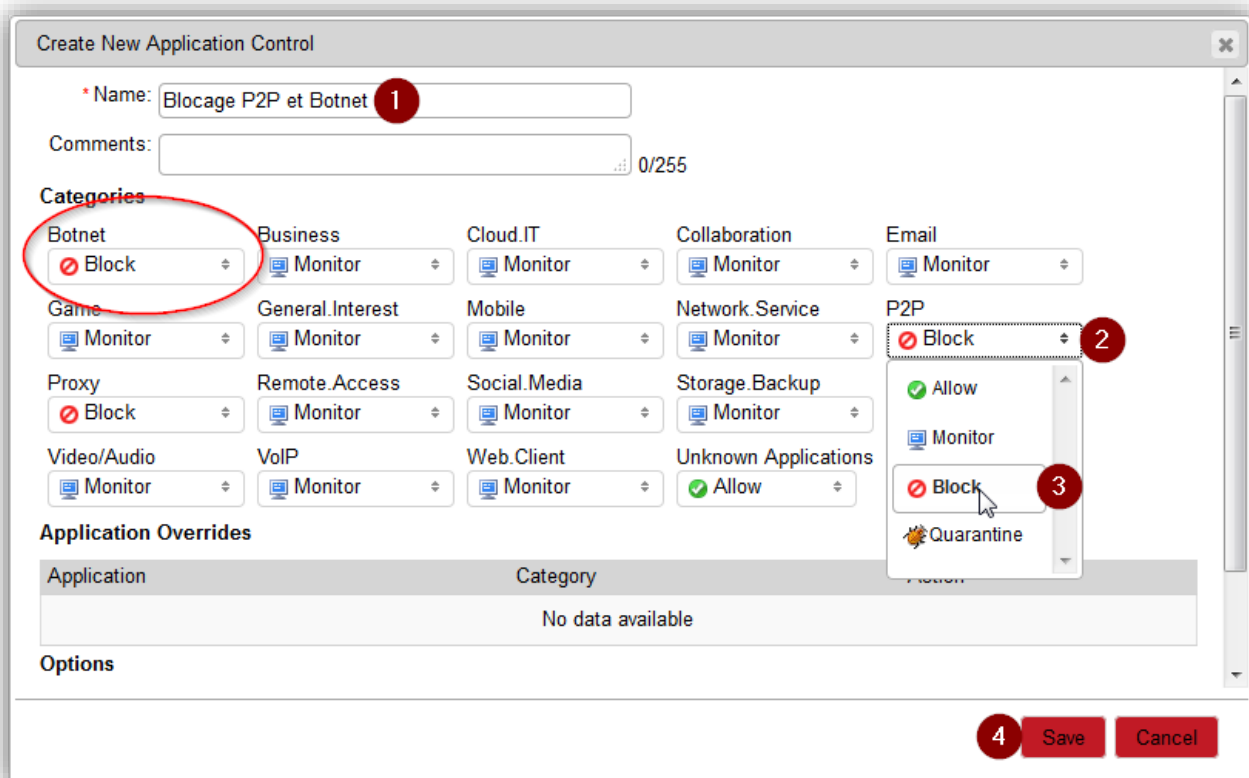 Create New Application Control
* Name: Blocage P2P et Botnet 1
Comments: 0/255
Categories
Botnet Business Cloud.IT Collaboration Email
Block Monitor Monitor Monitor Monitor
Game General.Interest Mobile Network.Service P2P
Monitor Monitor Monitor Monitor Block 2
Proxy Remote.Access Social.Media Storage.Backup
Block Monitor Monitor Monitor
Allow
Monitor
Video/Audio VoIP Web.Client Unknown Applications
Monitor Monitor Monitor Allow
Block 3
Quarantine
Application Overrides
Application Category Action
No data available
Options
4 Save Cancel